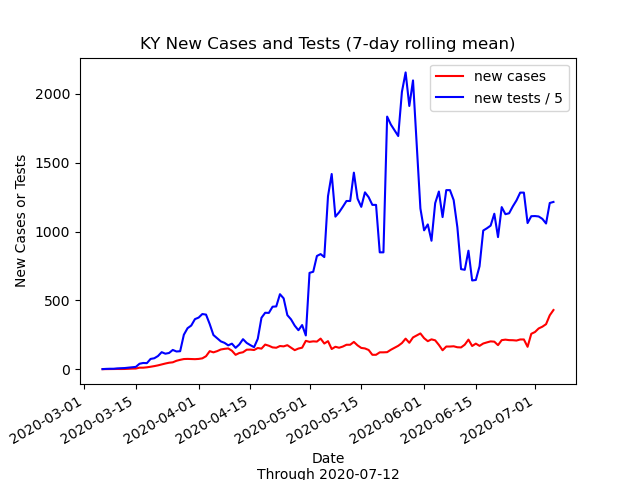 KY New Cases and Tests (7-day rolling mean)
new cases
new tests / 5
New Cases or Tests
2000
1500
1000
500
0
2020-03-01
2020-03-15
2020-04-01
2020-04-15
2020-05-01
2020-05-15
2020-06-01
2020-06-15
2020-07-01
Date
Through 2020-07-12